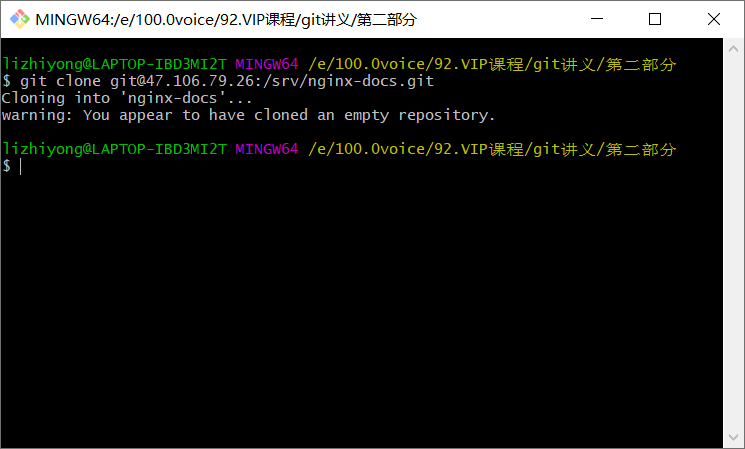 MINGW64:/e/100.0voice/92.VIP课程/git讲义/第二部分
lizhiyong@LAPTOP-IBD3MI2T MINGW64 /e/100.0voice/92.VIP课程/git讲义/第二部分
$ git clone git@47.106.79.26:/srv/nginx-docs.git
Cloning into 'nginx-docs'...
warning: You appear to have cloned an empty repository.
lizhiyong@LAPTOP-IBD3MI2T MINGW64 /e/100.0voice/92.VIP课程/git讲义/第二部分
$